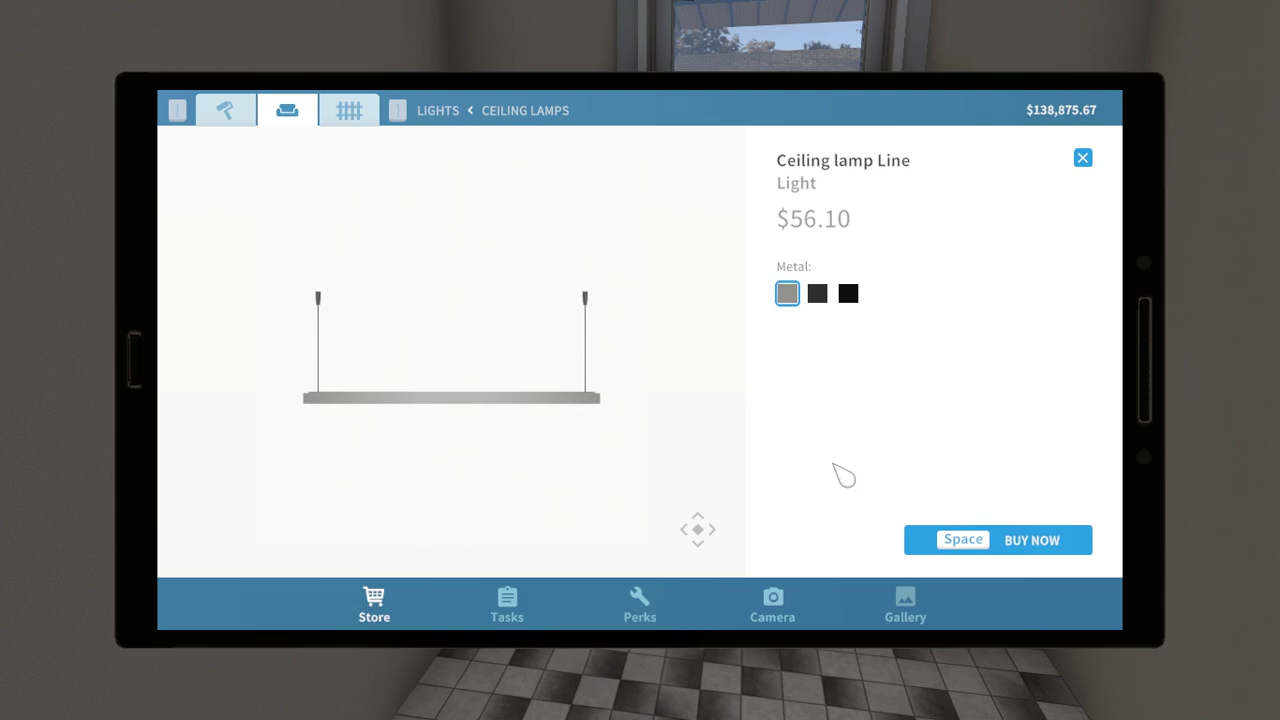 LIGHTS < CEILING LAMPS
$138,875.67
Ceiling lamp Line
Light
$56.10
Metal:
Space BUY NOW
Store
Tasks
Perks
Camera
Gallery